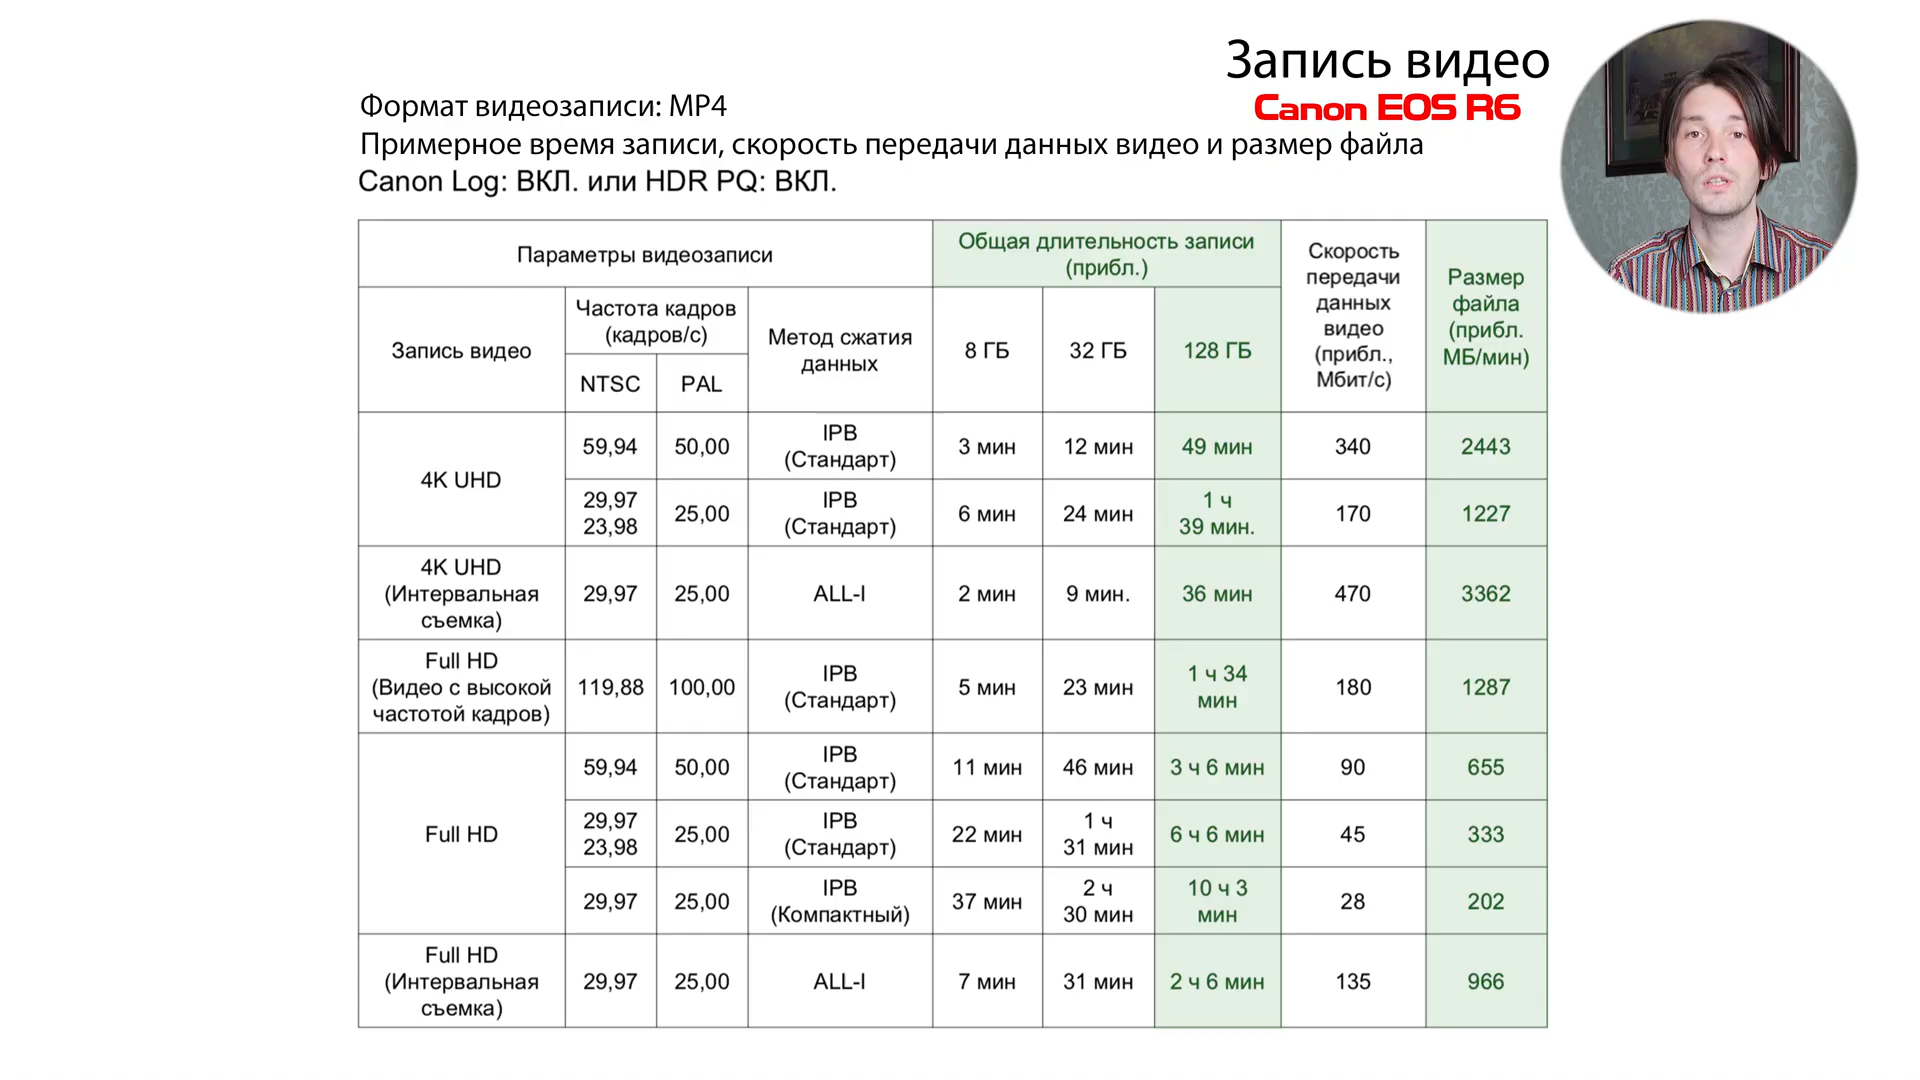 Запись видео
Canon EOS R6
Формат видеозаписи: MP4
Примерное время записи, скорость передачи данных видео и размер файла
Canon Log: ВКЛ. или HDR PQ: ВКЛ.
Параметры видеозаписи
Общая длительность записи
(прибл.)
Скорость
передачи
данных
видео
(прибл.,
Мбит/с)
Размер
файла
(прибл.
МБ/мин)
Запись видео
Частота кадров
(кадров/с)
NTSC
PAL
Метод сжатия
данных
8 ГБ
32 ГБ
128 ГБ
4K UHD
59,94
50,00
IPB
(Стандарт)
3 мин
12 мин
49 мин
340
2443
29,97
23,98
25,00
IPB
(Стандарт)
6 мин
24 мин
1 ч
39 мин.
170
1227
4K UHD
(Интервальная
съемка)
29,97
25,00
ALL-I
2 мин
9 мин.
36 мин
470
3362
Full HD
(Видео с высокой
частотой кадров)
119,88
100,00
IPB
(Стандарт)
5 мин
23 мин
1 ч 34
мин
180
1287
Full HD
59,94
50,00
IPB
(Стандарт)
11 мин
46 мин
3 ч 6 мин
90
655
29,97
23,98
25,00
IPB
(Стандарт)
22 мин
1 ч
31 мин
6 ч 6 мин
45
333
29,97
25,00
IPB
(Компактный)
37 мин
2 ч
30 мин
10 ч 3
мин
28
202
Full HD
(Интервальная
съемка)
29,97
25,00
ALL-I
7 мин
31 мин
2 ч 6 мин
135
966